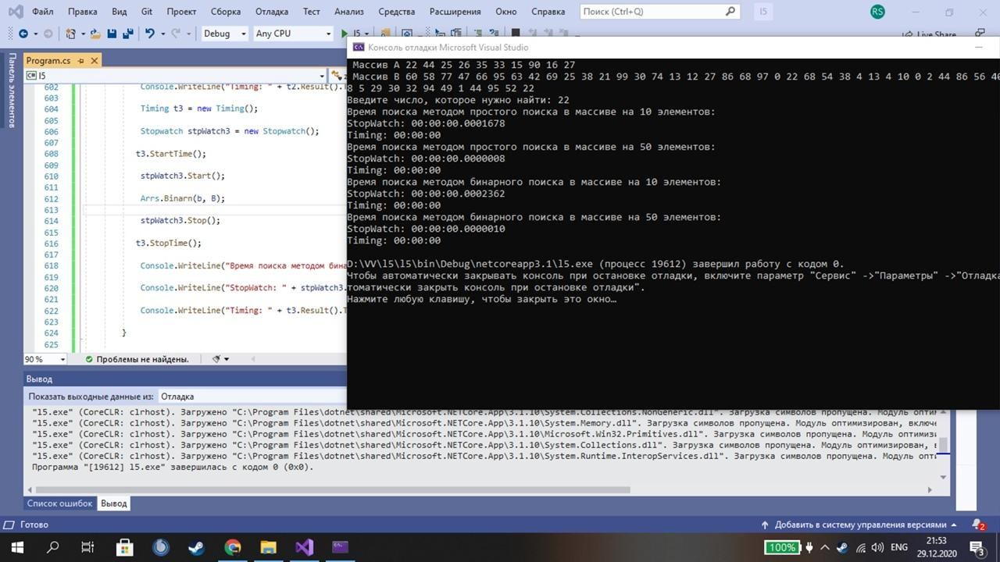 Файл Правка Вид Git Проект Сборка Отладка Тест Анализ Средства Расширения Окно Справка Поиск (Ctrl+Q) l5 RS
Debug Any CPU l5 Live Share
Панель элементов
Program.cs
l5
Консоль отладки Microsoft Visual Studio
602 Console.WriteLine("Timing: " + t2.Result().
603
604 Timing t3 = new Timing();
605
606 Stopwatch stpWatch3 = new Stopwatch();
607
608 t3.StartTime();
609
610 stpWatch3.Start();
611
612 Arrs.Binarn(b, B);
613
614 stpWatch3.Stop();
615
616 t3.StopTime();
617
618 Console.WriteLine("Время поиска методом бина
619
620 Console.WriteLine("StopWatch: " + stpWatch3.
621
622 Console.WriteLine("Timing: " + t3.Result().T
623
624 }
625
90 % Проблемы не найдены.
Массив A 22 44 25 26 35 33 15 90 16 27
Массив B 60 58 77 47 66 95 63 42 69 25 38 21 99 30 74 13 12 27 86 68 97 0 22 68 54 38 4 13 2 10 0 2 44 86 56 40
8 5 29 30 32 94 49 1 44 95 52 22
Введите число, которое нужно найти: 22
Время поиска методом простого поиска в массиве на 10 элементов:
StopWatch: 00:00:00.0001678
Timing: 00:00:00
Время поиска методом простого поиска в массиве на 50 элементов:
StopWatch: 00:00:00.0000008
Timing: 00:00:00
Время поиска методом бинарного поиска в массиве на 10 элементов:
StopWatch: 00:00:00.0002362
Timing: 00:00:00
Время поиска методом бинарного поиска в массиве на 50 элементов:
StopWatch: 00:00:00.0000010
Timing: 00:00:00
D:\VV\l5\l5\bin\Debug\netcoreapp3.1\l5.exe (процесс 19612) завершил работу с кодом 0.
Чтобы автоматически закрывать консоль при остановке отладки, включите параметр "Сервис" ->"Параметры" ->"Отладка
томатически закрыть консоль при остановке отладки".
Нажмите любую клавишу, чтобы закрыть это окно…
Вывод
Показать выходные данные из: Отладка
"l5.exe" (CoreCLR: clrhost). Загружено "C:\Program Files\dotnet\shared\Microsoft.NETCore.App\3.1.10\System.Collections.NonGeneric.dll". Загрузка символов пропущена. Модуль опти
"l5.exe" (CoreCLR: clrhost). Загружено "C:\Program Files\dotnet\shared\Microsoft.NETCore.App\3.1.10\System.Memory.dll". Загрузка символов пропущена. Модуль оптимизирован, включе
"l5.exe" (CoreCLR: clrhost). Загружено "C:\Program Files\dotnet\shared\Microsoft.NETCore.App\3.1.10\Microsoft.Win32.Primitives.dll". Загрузка символов пропущена. Модуль оптимизи
"l5.exe" (CoreCLR: clrhost). Загружено "C:\Program Files\dotnet\shared\Microsoft.NETCore.App\3.1.10\System.Collections.dll". Загрузка символов пропущена. Модуль оптимизирован, в
"l5.exe" (CoreCLR: clrhost). Загружено "C:\Program Files\dotnet\shared\Microsoft.NETCore.App\3.1.10\System.Runtime.InteropServices.dll". Загрузка символов пропущена. Модуль опти
Программа "[19612] l5.exe" завершилась с кодом 0 (0x0).
Список ошибок Вывод
Готово Добавить в систему управления версиями 2
100% ENG 21:53
29.12.2020 3